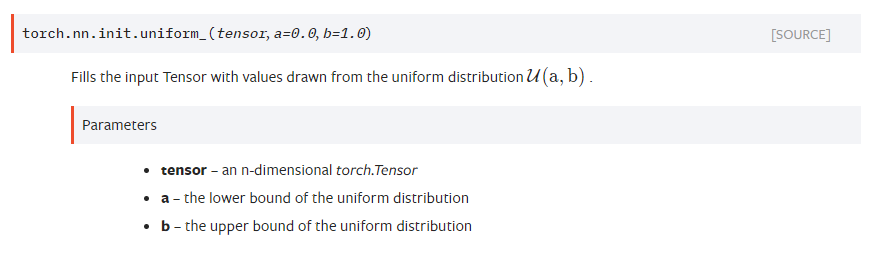 torch.nn.init.uniform_(tensor, a=0.0, b=1.0) [SOURCE]
Fills the input Tensor with values drawn from the uniform distribution 𝒰(a, b) .
Parameters
• tensor – an n-dimensional torch.Tensor
• a – the lower bound of the uniform distribution
• b – the upper bound of the uniform distribution